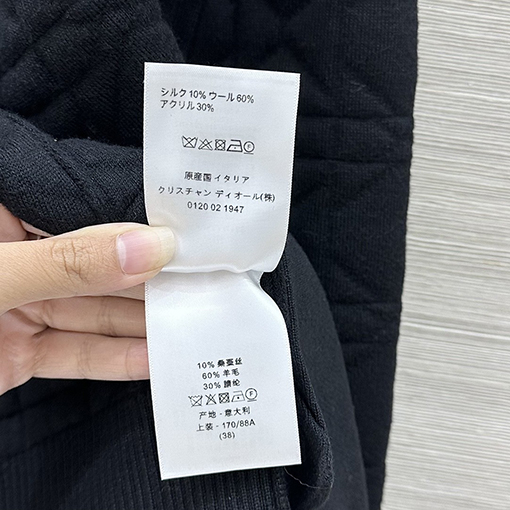 シルク 10% ウール 60%
アクリル 30%
原産国 イタリア
クリスチャン ディオール(株)
0120 02 1947
10% 桑蚕丝
60% 羊毛
30% 腈纶
F
产地 - 意大利
上装 - 170/88A
(38)